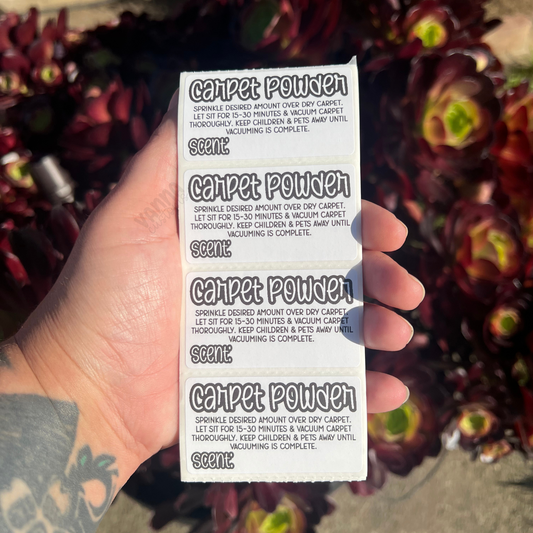 Carpet Powder
SPRINKLE DESIRED AMOUNT OVER DRY CARPET.
LET SIT FOR 15-30 MINUTES & VACUUM CARPET
THOROUGHLY. KEEP CHILDREN & PETS AWAY UNTIL
VACUUMING IS COMPLETE.
Scent:
Carpet Powder
SPRINKLE DESIRED AMOUNT OVER DRY CARPET.
LET SIT FOR 15-30 MINUTES & VACUUM CARPET
THOROUGHLY. KEEP CHILDREN & PETS AWAY UNTIL
VACUUMING IS COMPLETE.
Scent:
Carpet Powder
SPRINKLE DESIRED AMOUNT OVER DRY CARPET.
LET SIT FOR 15-30 MINUTES & VACUUM CARPET
THOROUGHLY. KEEP CHILDREN & PETS AWAY UNTIL
VACUUMING IS COMPLETE.
Scent:
Carpet Powder
SPRINKLE DESIRED AMOUNT OVER DRY CARPET.
LET SIT FOR 15-30 MINUTES & VACUUM CARPET
THOROUGHLY. KEEP CHILDREN & PETS AWAY UNTIL
VACUUMING IS COMPLETE.
Scent: